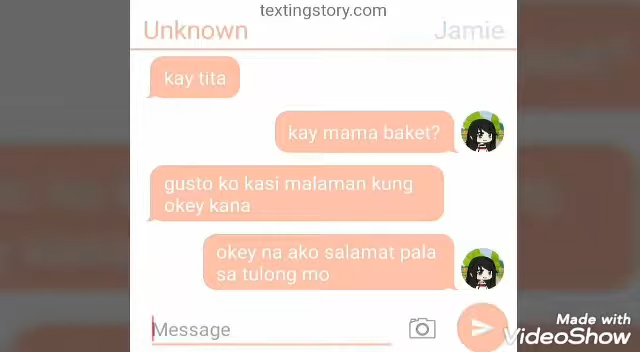 textingstory.com
Unknown
Jamie
kay tita
kay mama baket?
gusto ko kasi malaman kung
okey kana
okey na ako salamat pala
sa tulong mo
Message
Made with
VideoShow